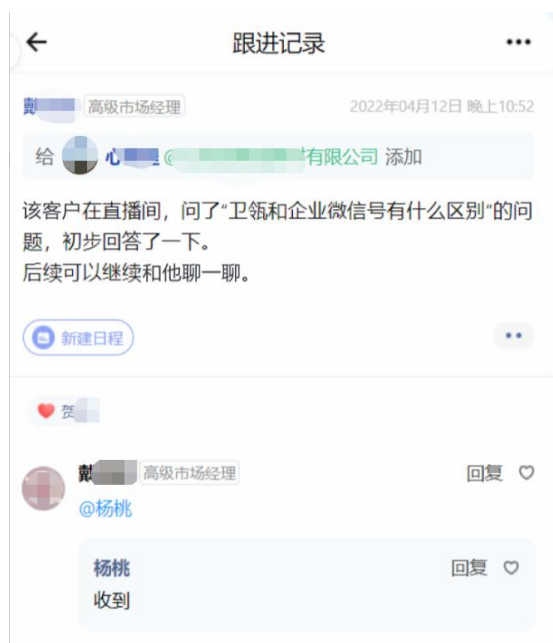 跟进记录
戴 高级市场经理 2022年04月12日 晚上10:52
给 心 @ 有限公司 添加
该客户在直播间，问了“卫瓴和企业微信号有什么区别“的问
题，初步回答了一下。
后续可以继续和他聊一聊。
新建日程
贺
戴 高级市场经理 回复
@杨桃
杨桃 回复
收到